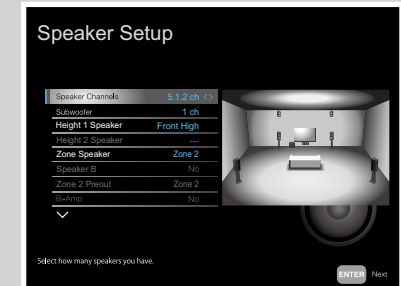 Speaker Setup
Speaker Channels 5.1.2 ch <>
Subwoofer 1 ch
Height 1 Speaker Front High
Height 2 Speaker ---
Zone Speaker Zone 2
Speaker B No
Zone 2 Preout Zone 2
Bi-Amp No
Select how many speakers you have.
ENTER Next